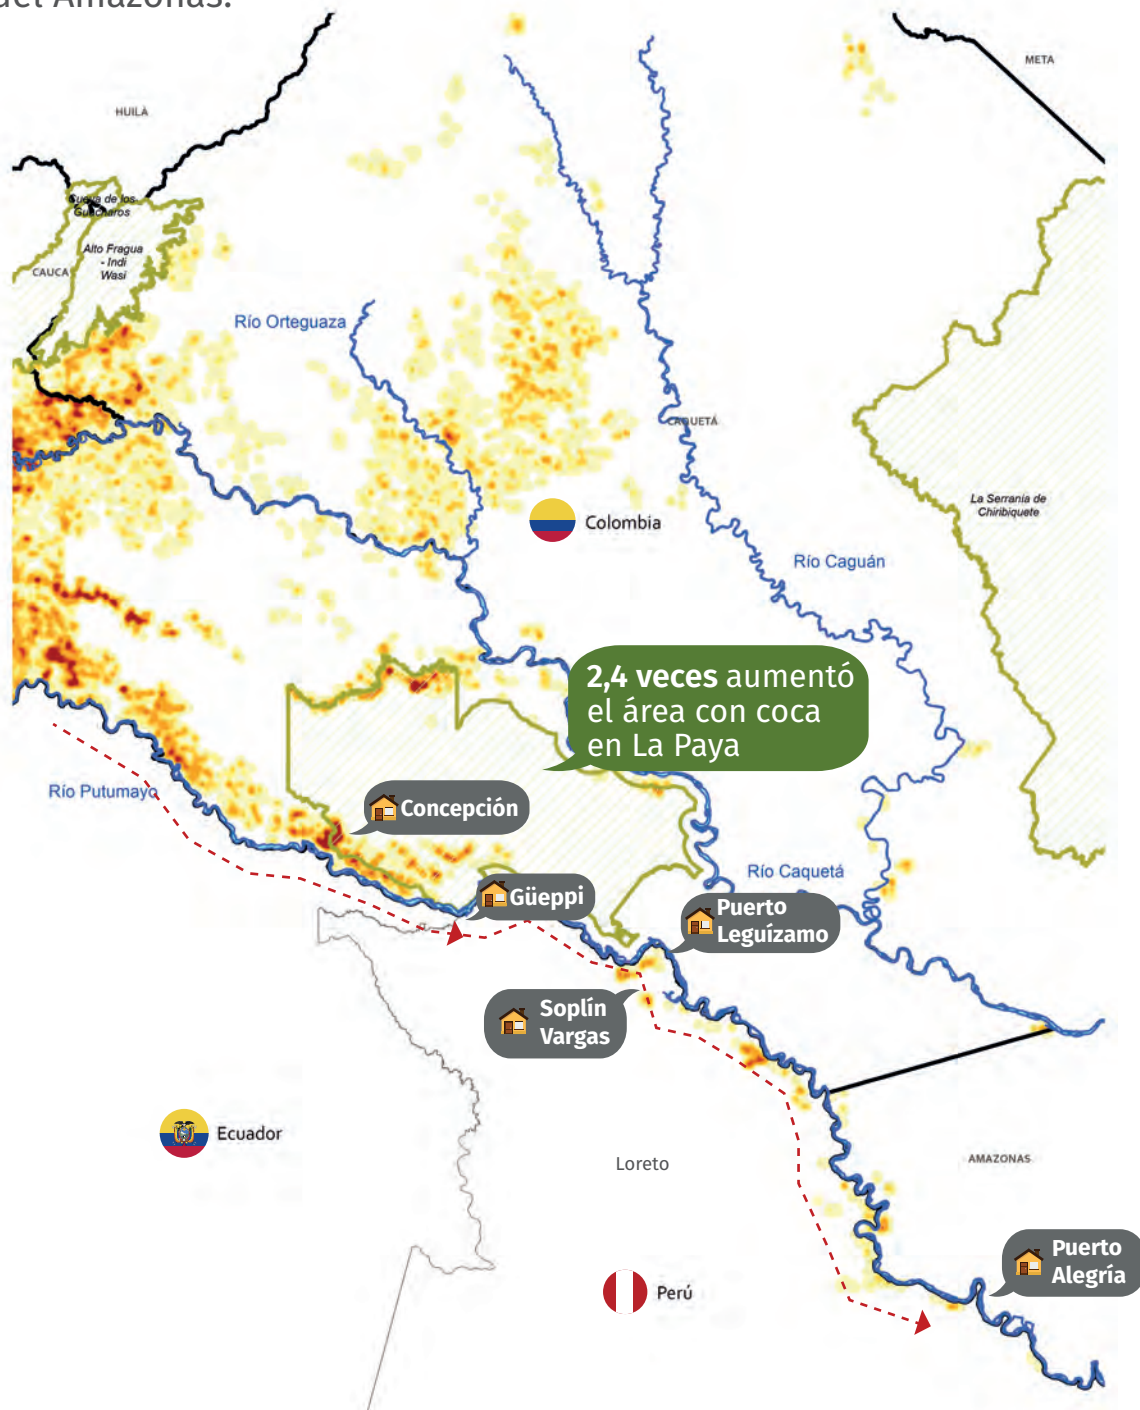 del Amazonas.
META
HUILA
Cueva de los
Guácharos
Alto Fragua
- Indi
Wasi
CAUCA
Río Orteguaza
CAQUETÁ
La Serranía de
Chiribiquete
Colombia
Río Caguán
2,4 veces aumentó
el área con coca
en La Paya
Río Putumayo
Concepción
Río Caquetá
Güeppi
Puerto
Leguízamo
Soplín
Vargas
Ecuador
Loreto
AMAZONAS
Puerto
Alegría
Perú